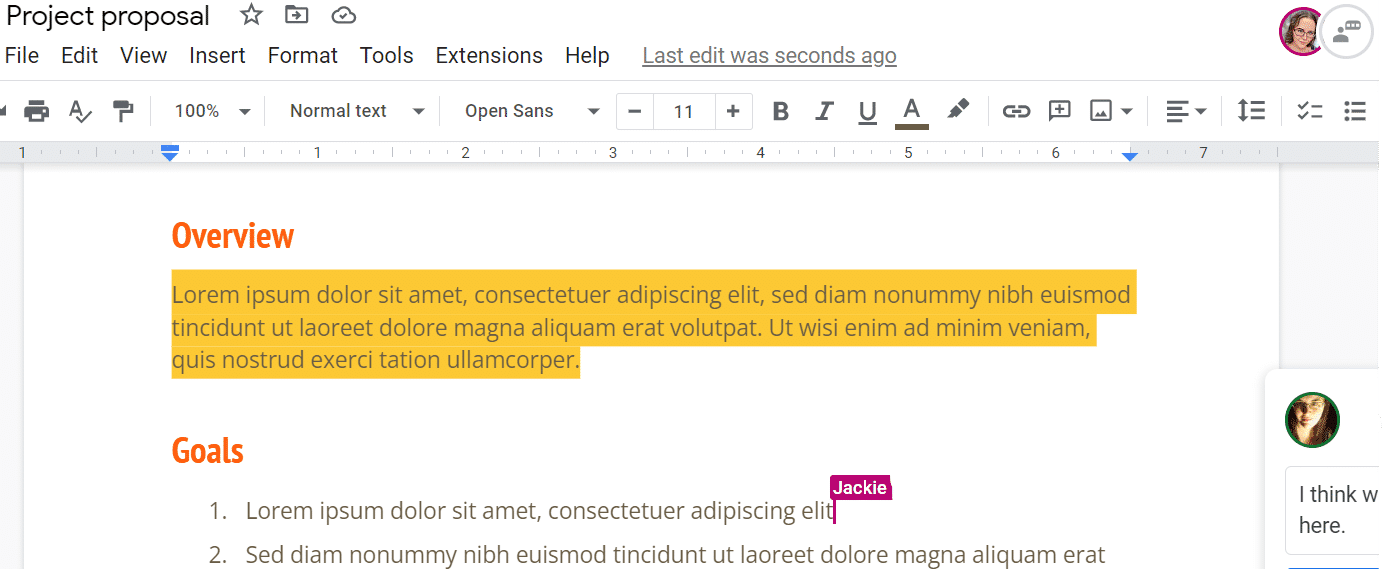 Project proposal
File Edit View Insert Format Tools Extensions Help Last edit was seconds ago
100% Normal text Open Sans − 11 + B I U A
1 1 2 3 4 5 6 7
Overview
Lorem ipsum dolor sit amet, consectetuer adipiscing elit, sed diam nonummy nibh euismod
tincidunt ut laoreet dolore magna aliquam erat volutpat. Ut wisi enim ad minim veniam,
quis nostrud exerci tation ullamcorper.
Goals
Jackie
1. Lorem ipsum dolor sit amet, consectetuer adipiscing elit
2. Sed diam nonummy nibh euismod tincidunt ut laoreet dolore magna aliquam erat
I think w
here.